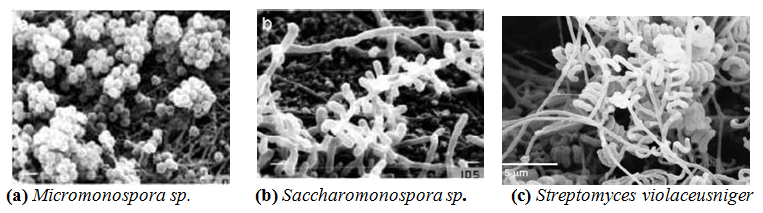 b
105
5 µm
(a) Micromonospora sp.
(b) Saccharomonospora sp.
(c) Streptomyces violaceusniger